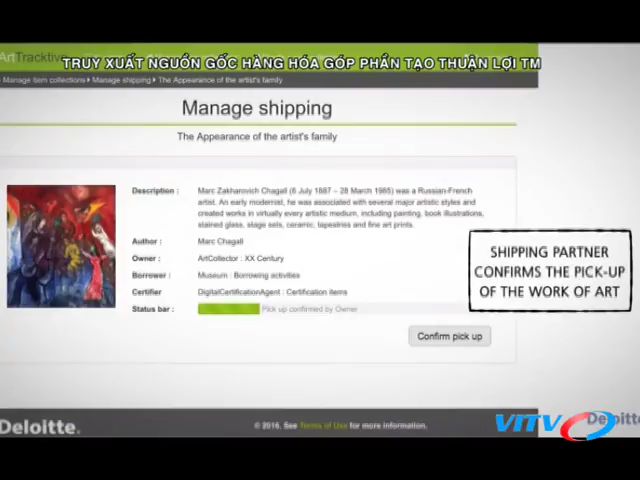 ArtTracktive
TRUY XUẤT NGUỒN GỐC HÀNG HÓA GÓP PHẦN TẠO THUẬN LỢI TM
Manage item collections Manage shipping The Appearance of the artist's family
Manage shipping
The Appearance of the artist's family
Description : Marc Zakharovich Chagall (6 July 1887 – 28 March 1985) was a Russian-French
artist. An early modernist, he was associated with several major artistic styles and
created works in virtually every artistic medium, including painting, book illustrations,
stained glass, stage sets, ceramic, tapestries and fine art prints.
Author : Marc Chagall
Owner : ArtCollector : XX Century
Borrower : Museum : Borrowing activities
Certifier DigitalCertificationAgent : Certification items
Status bar : Pick up confirmed by Owner
Confirm pick up
SHIPPING PARTNER
CONFIRMS THE PICK-UP
OF THE WORK OF ART
Deloitte.
© 2016. See Terms of Use for more information.
VITV
Deloitte